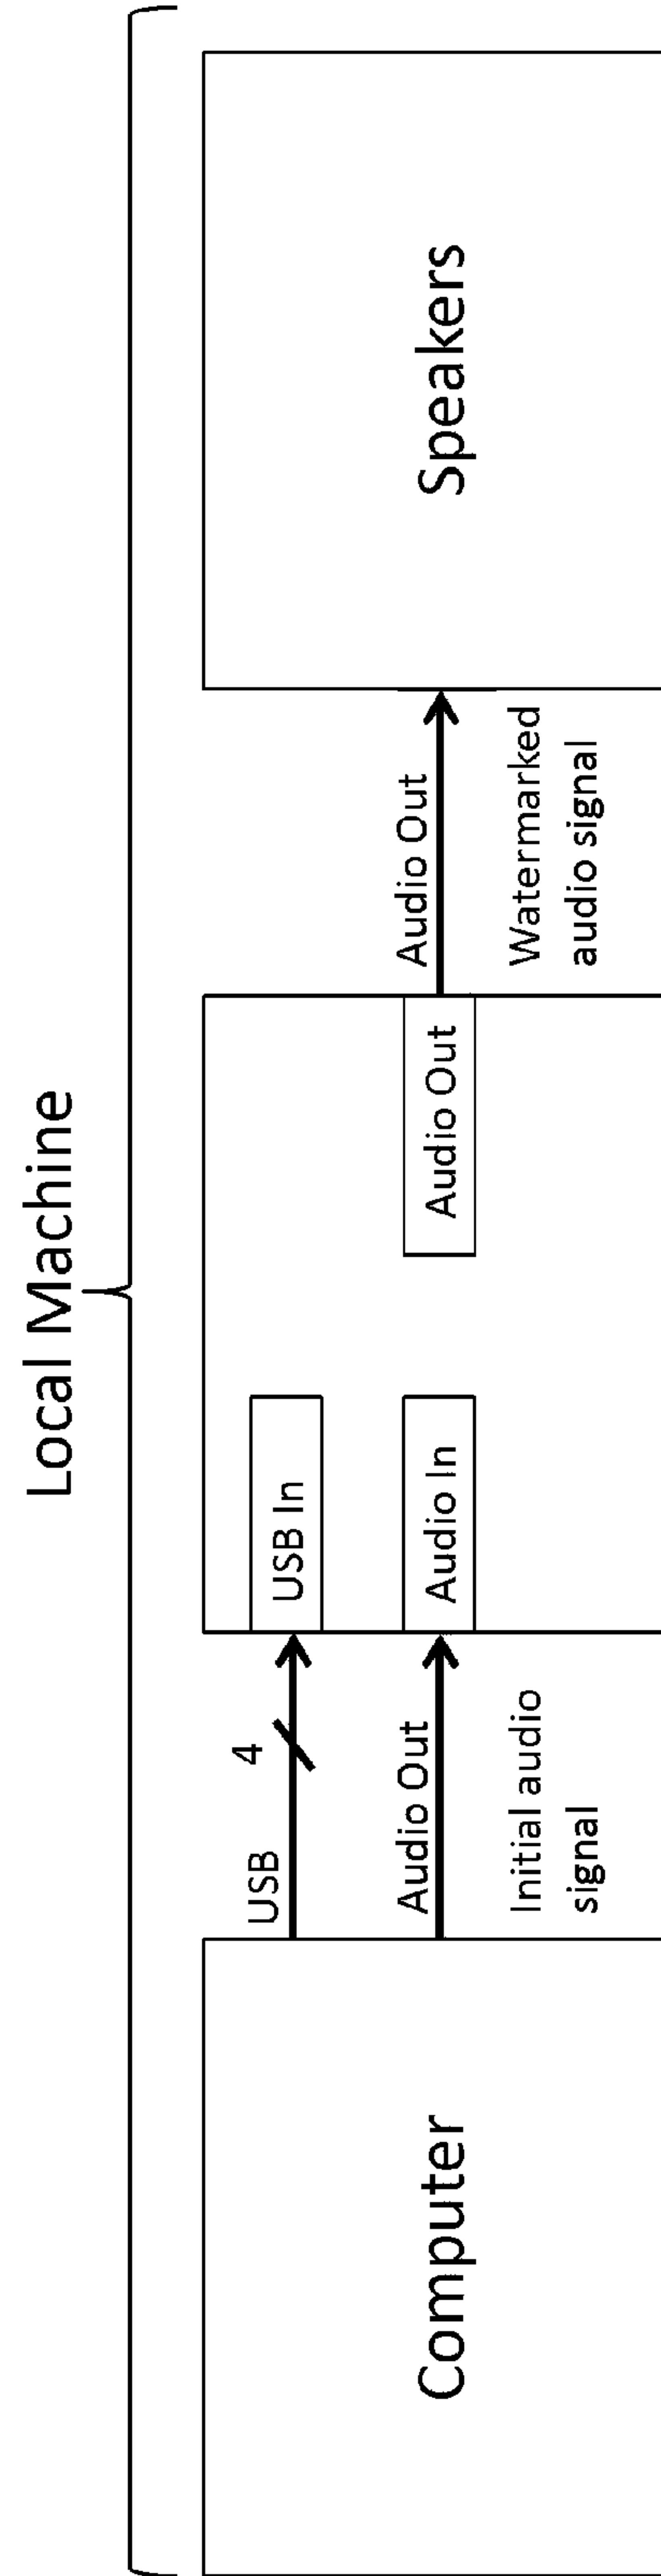 Local Machine
Computer
USB
4
Audio Out
Initial audio
signal
USB In
Audio In
Audio Out
Audio Out
Watermarked
audio signal
Speakers